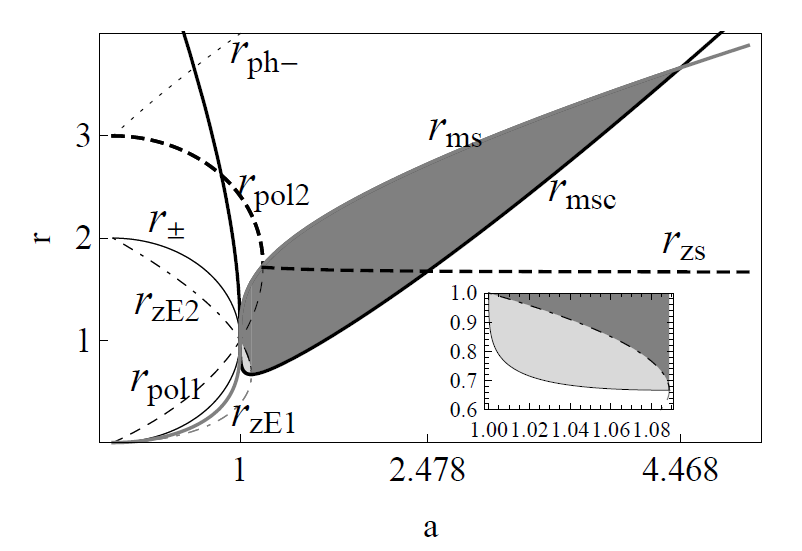 r_ph−
3
r_ms
r_pol2
r_msc
r_±
r
2
r_zs
r_zE2
1.0
0.9
1
0.8
r_pol1
0.7
r_zE1
0.6
1.00 1.02 1.04 1.06 1.08
1 2.478 4.468
a